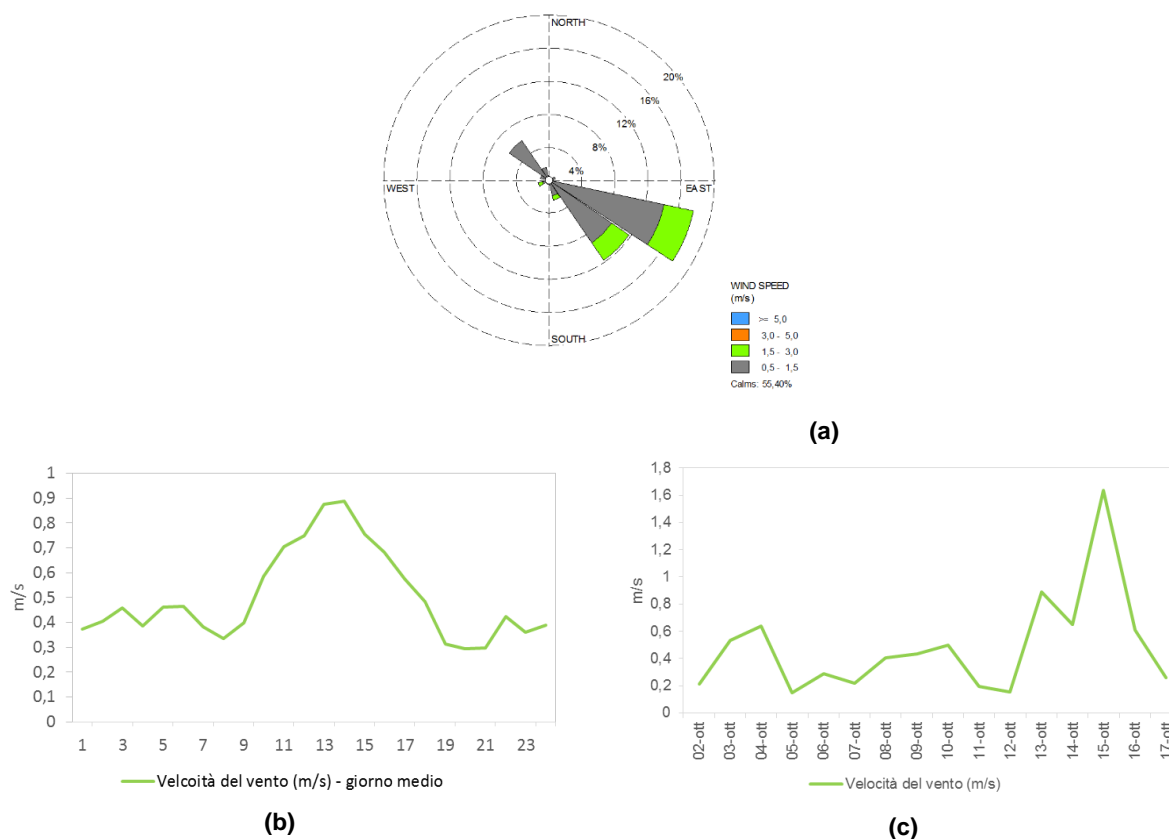 NORTH
20%
16%
12%
8%
4%
WEST
EAST
SOUTH
WIND SPEED
(m/s)
>= 5,0
3,0 - 5,0
1,5 - 3,0
0,5 - 1,5
Calms: 55,40%
(a)
1
0,9
0,8
0,7
0,6
0,5
0,4
0,3
0,2
0,1
0
m/s
1 3 5 7 9 11 13 15 17 19 21 23
Velcoità del vento (m/s) - giorno medio
(b)
1,8
1,6
1,4
1,2
1
0,8
0,6
0,4
0,2
0
m/s
02-ott
03-ott
04-ott
05-ott
06-ott
07-ott
08-ott
09-ott
10-ott
11-ott
12-ott
13-ott
14-ott
15-ott
16-ott
17-ott
Velocità del vento (m/s)
(c)